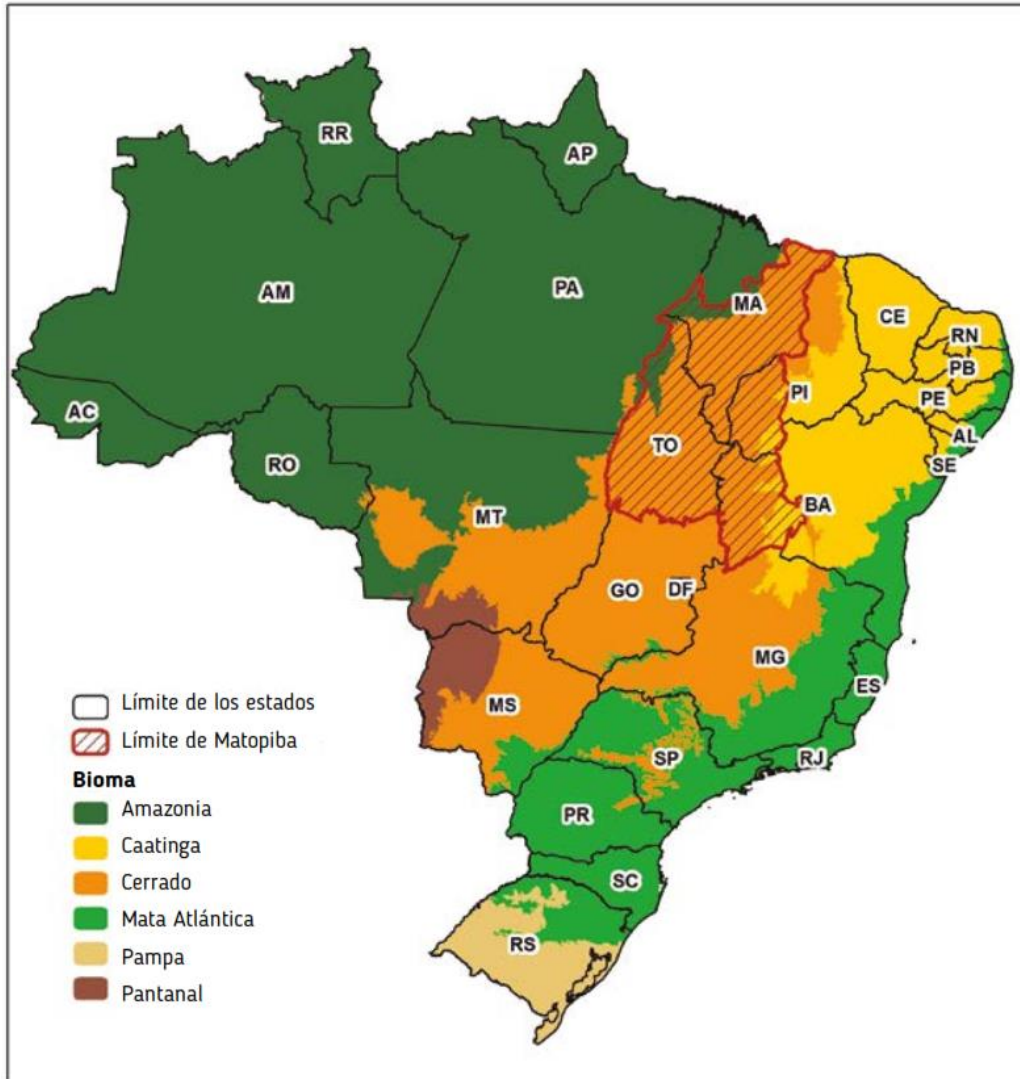 RR
AP
AM
PA
MA
CE
RN
PB
PE
PI
AC
AL
TO
SE
RO
BA
MT
GO
DF
MG
ES
MS
SP
RJ
PR
SC
RS
Límite de los estados
Límite de Matopiba
Bioma
Amazonia
Caatinga
Cerrado
Mata Atlántica
Pampa
Pantanal